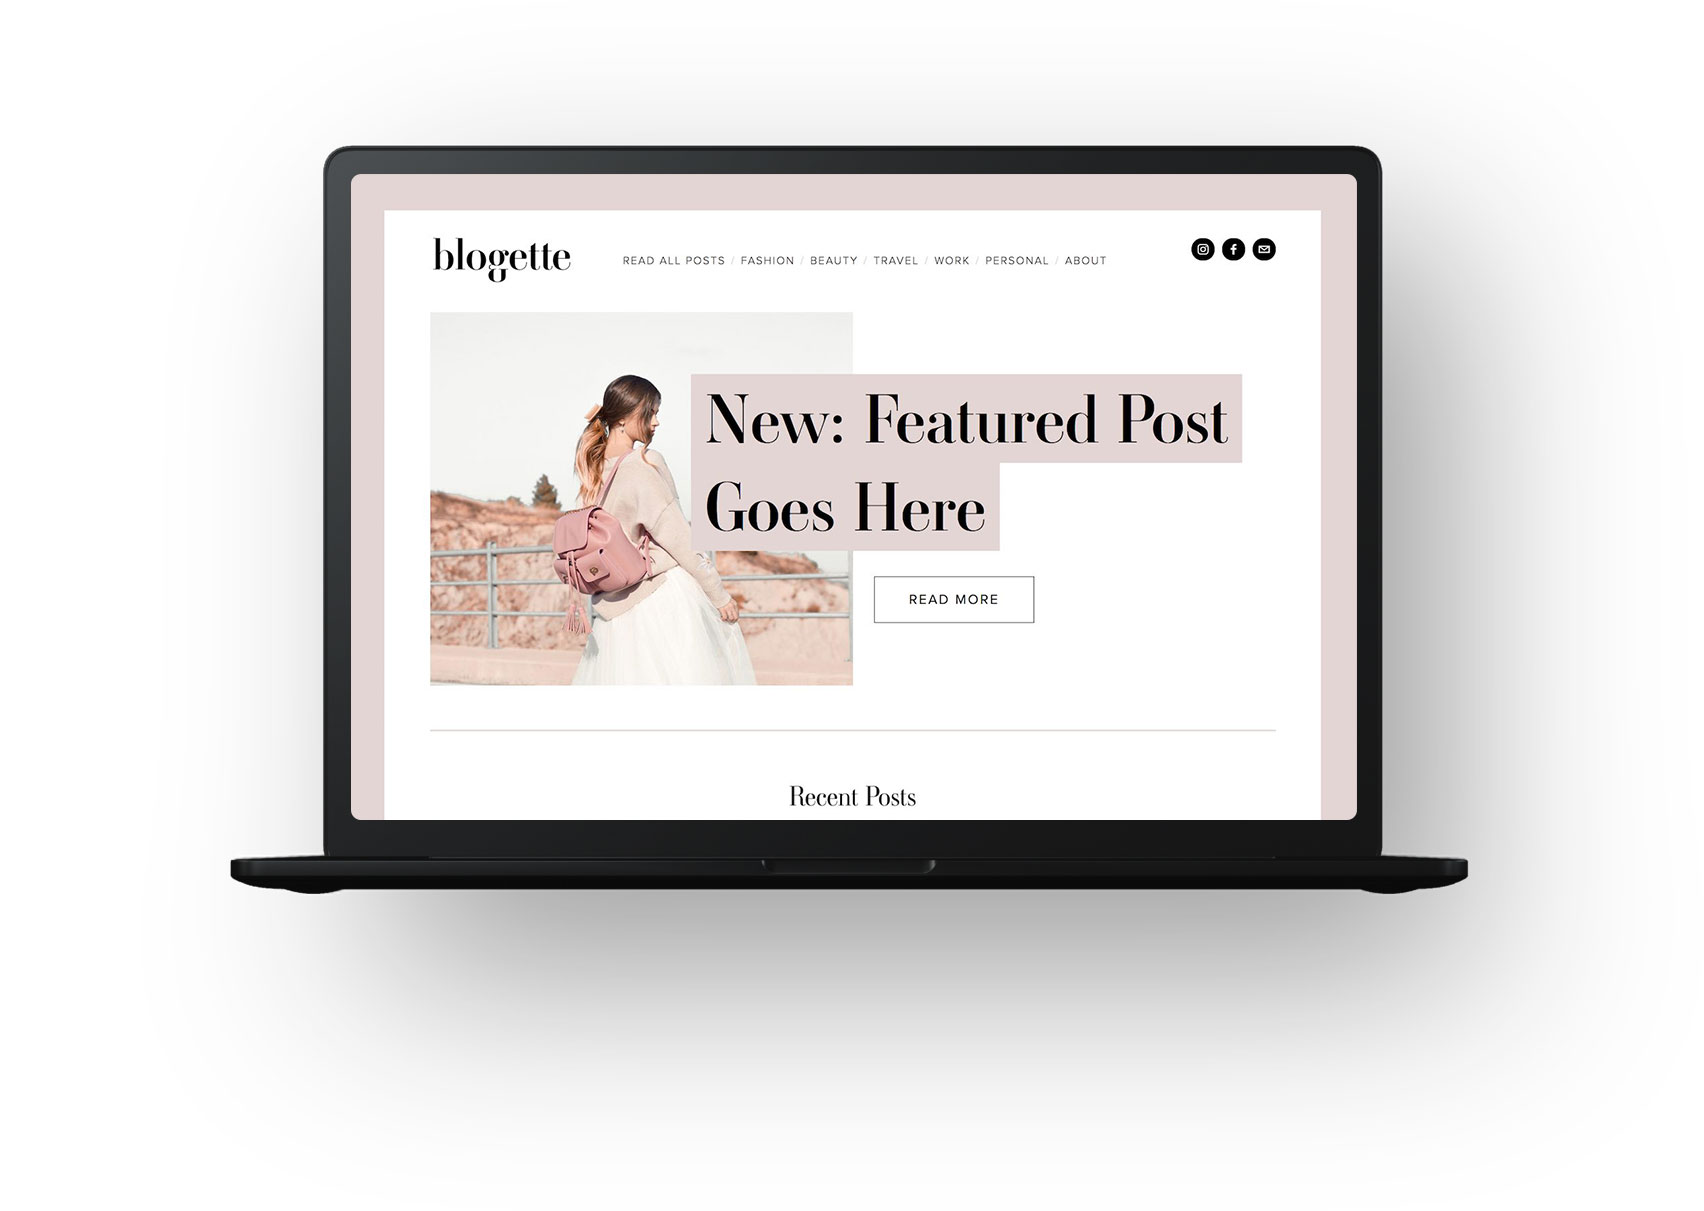 blogette
READ ALL POSTS / FASHION / BEAUTY / TRAVEL / WORK / PERSONAL / ABOUT
New: Featured Post
Goes Here
READ MORE
Recent Posts